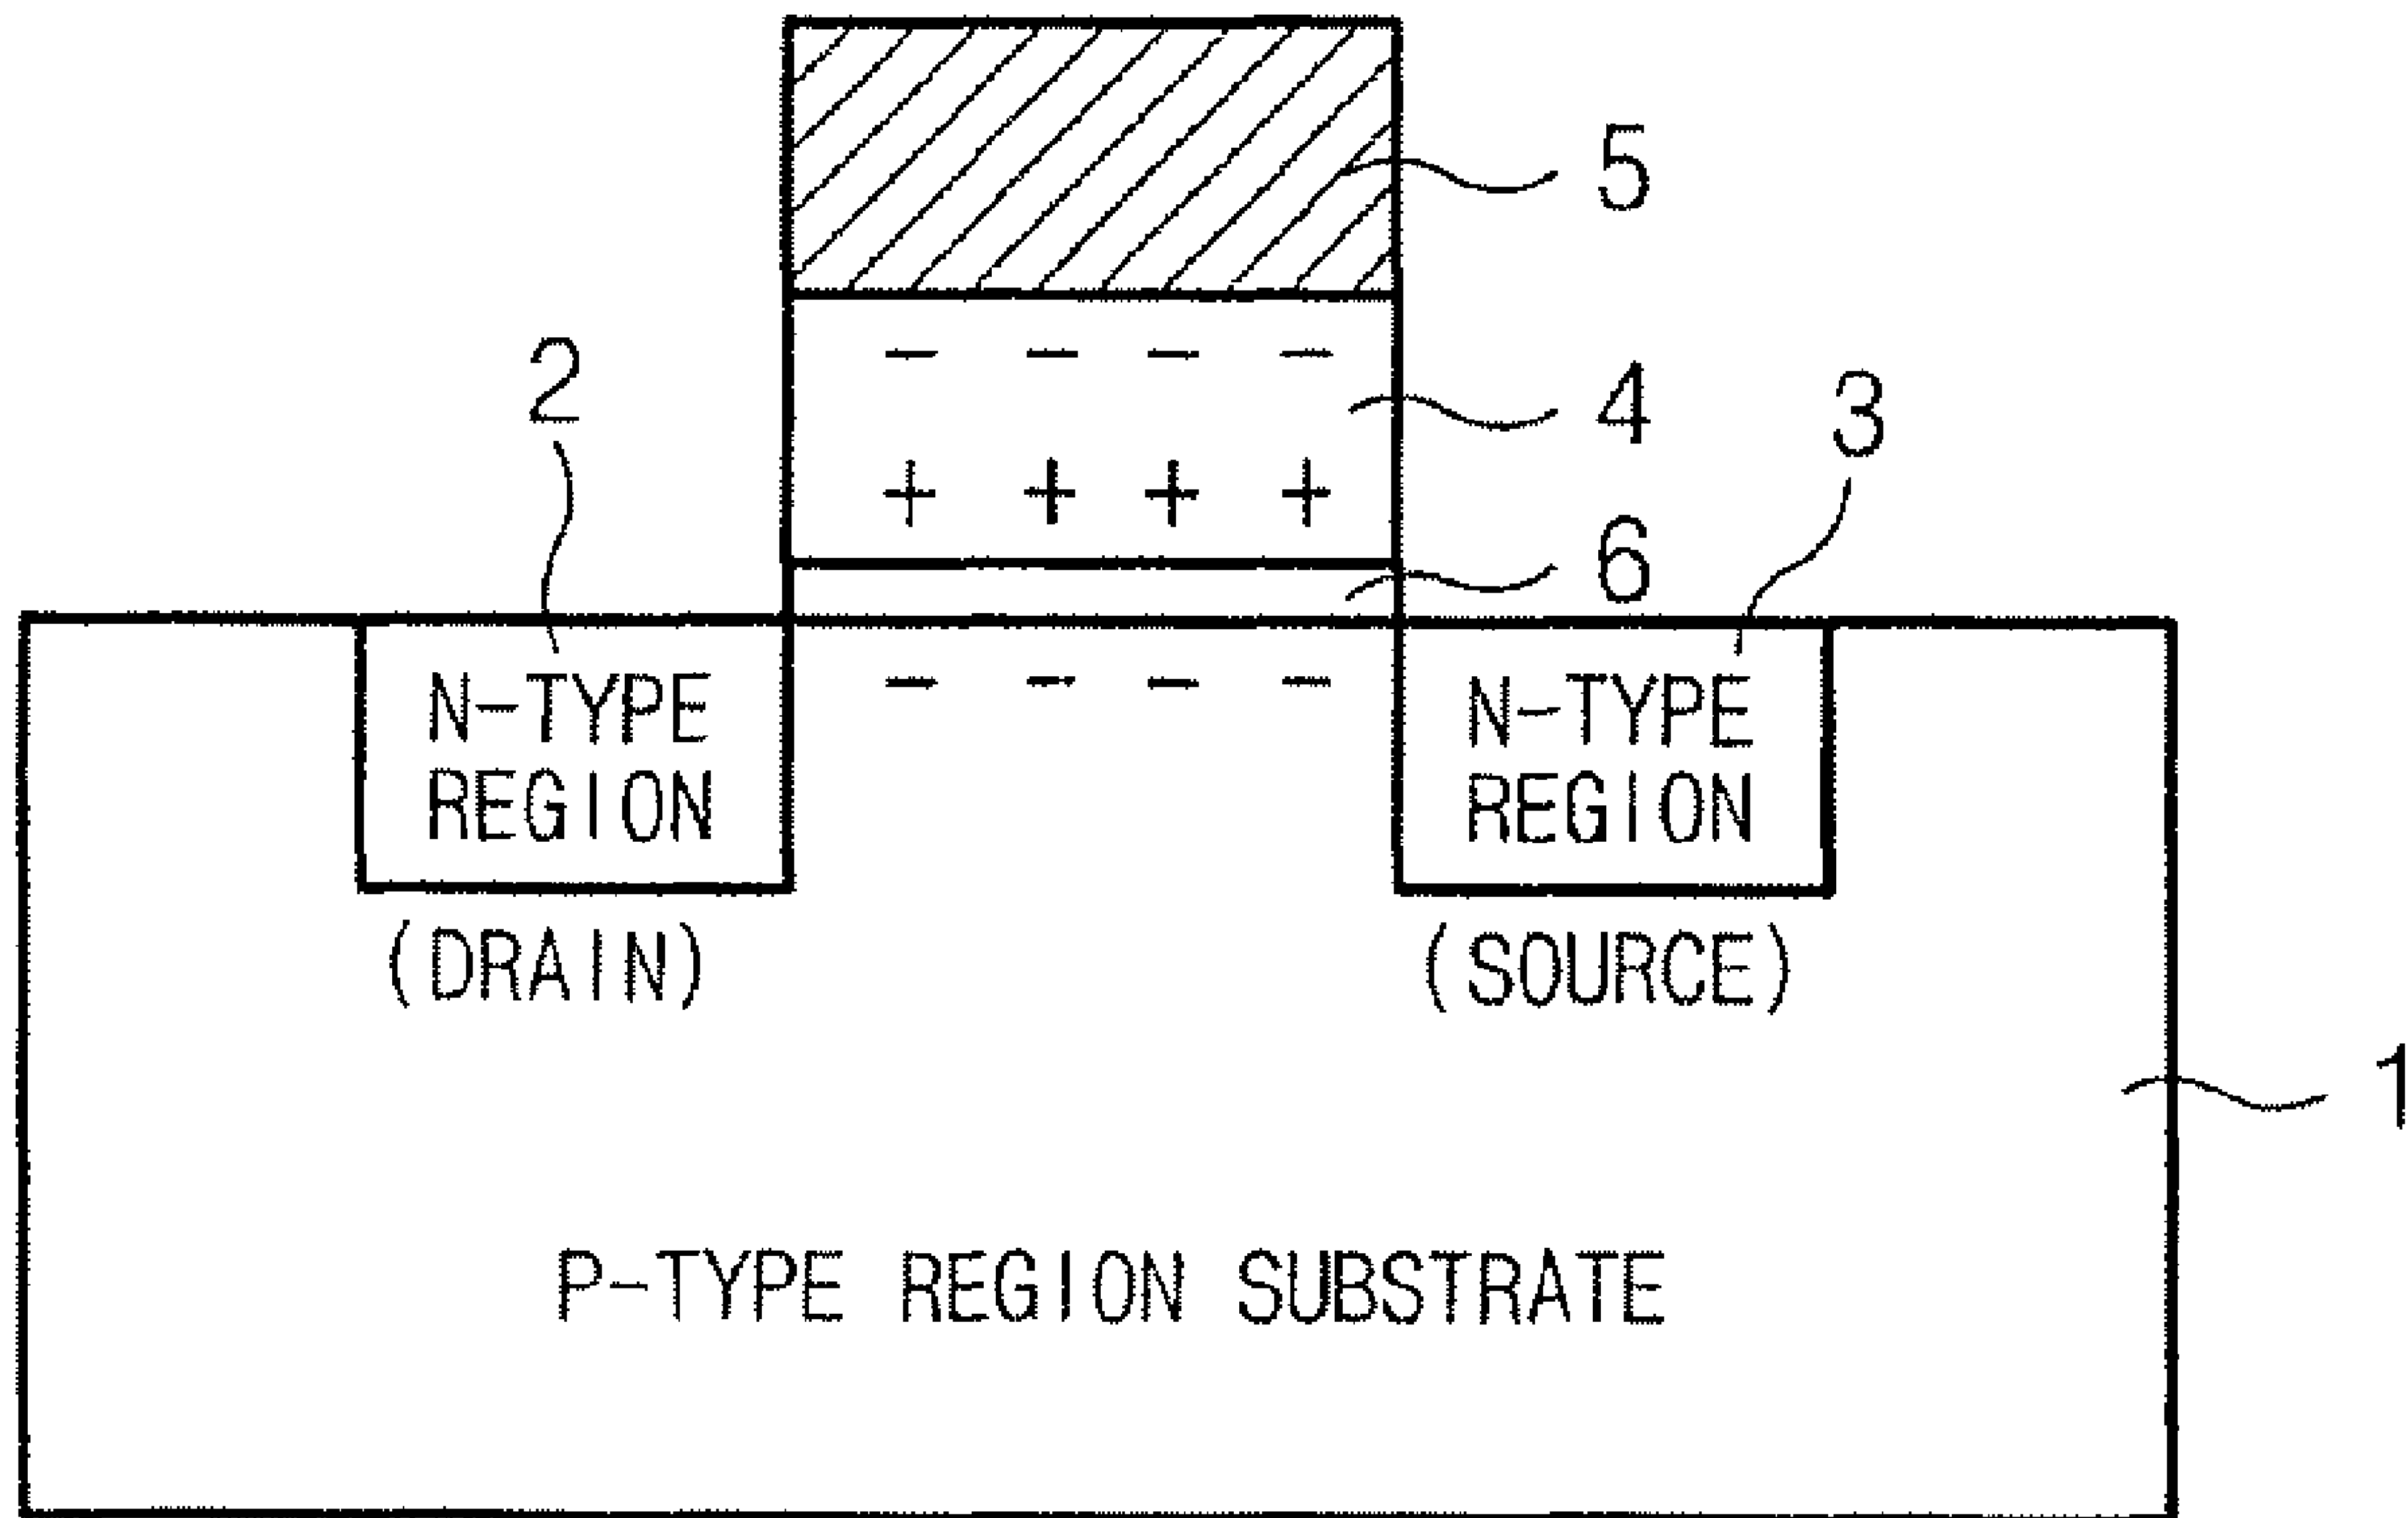 5
2
4
3
- - - -
+ + + +
6
- - - -
N-TYPE
REGION
N-TYPE
REGION
(DRAIN)
(SOURCE)
1
P-TYPE REGION SUBSTRATE